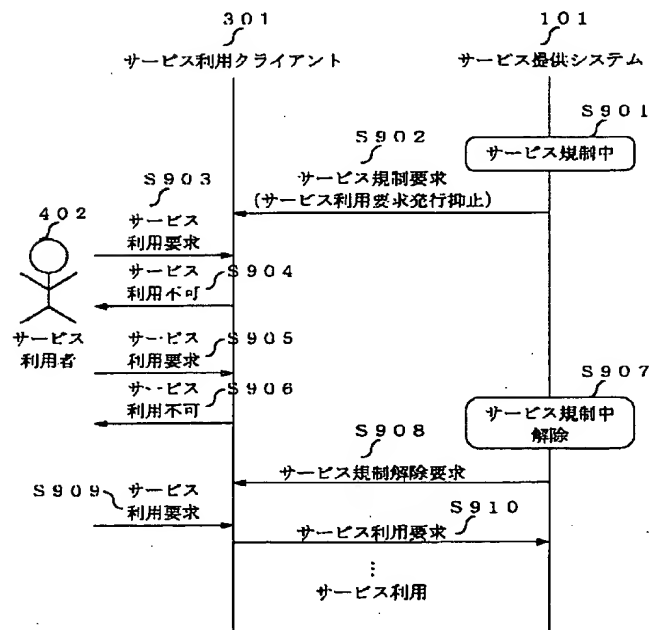 301
サービス利用クライアント
101
サービス提供システム
S901
サービス規制中
S902
サービス規制要求
(サービス利用要求発行抑止)
S903
402
サービス
利用要求
サービス
利用不可
S904
サービス
利用者
サービス
利用要求
S905
サービス
利用不可
S906
S907
サービス規制中
解除
S908
サービス規制解除要求
S909
サービス
利用要求
S910
サービス利用要求
⋮
サービス利用